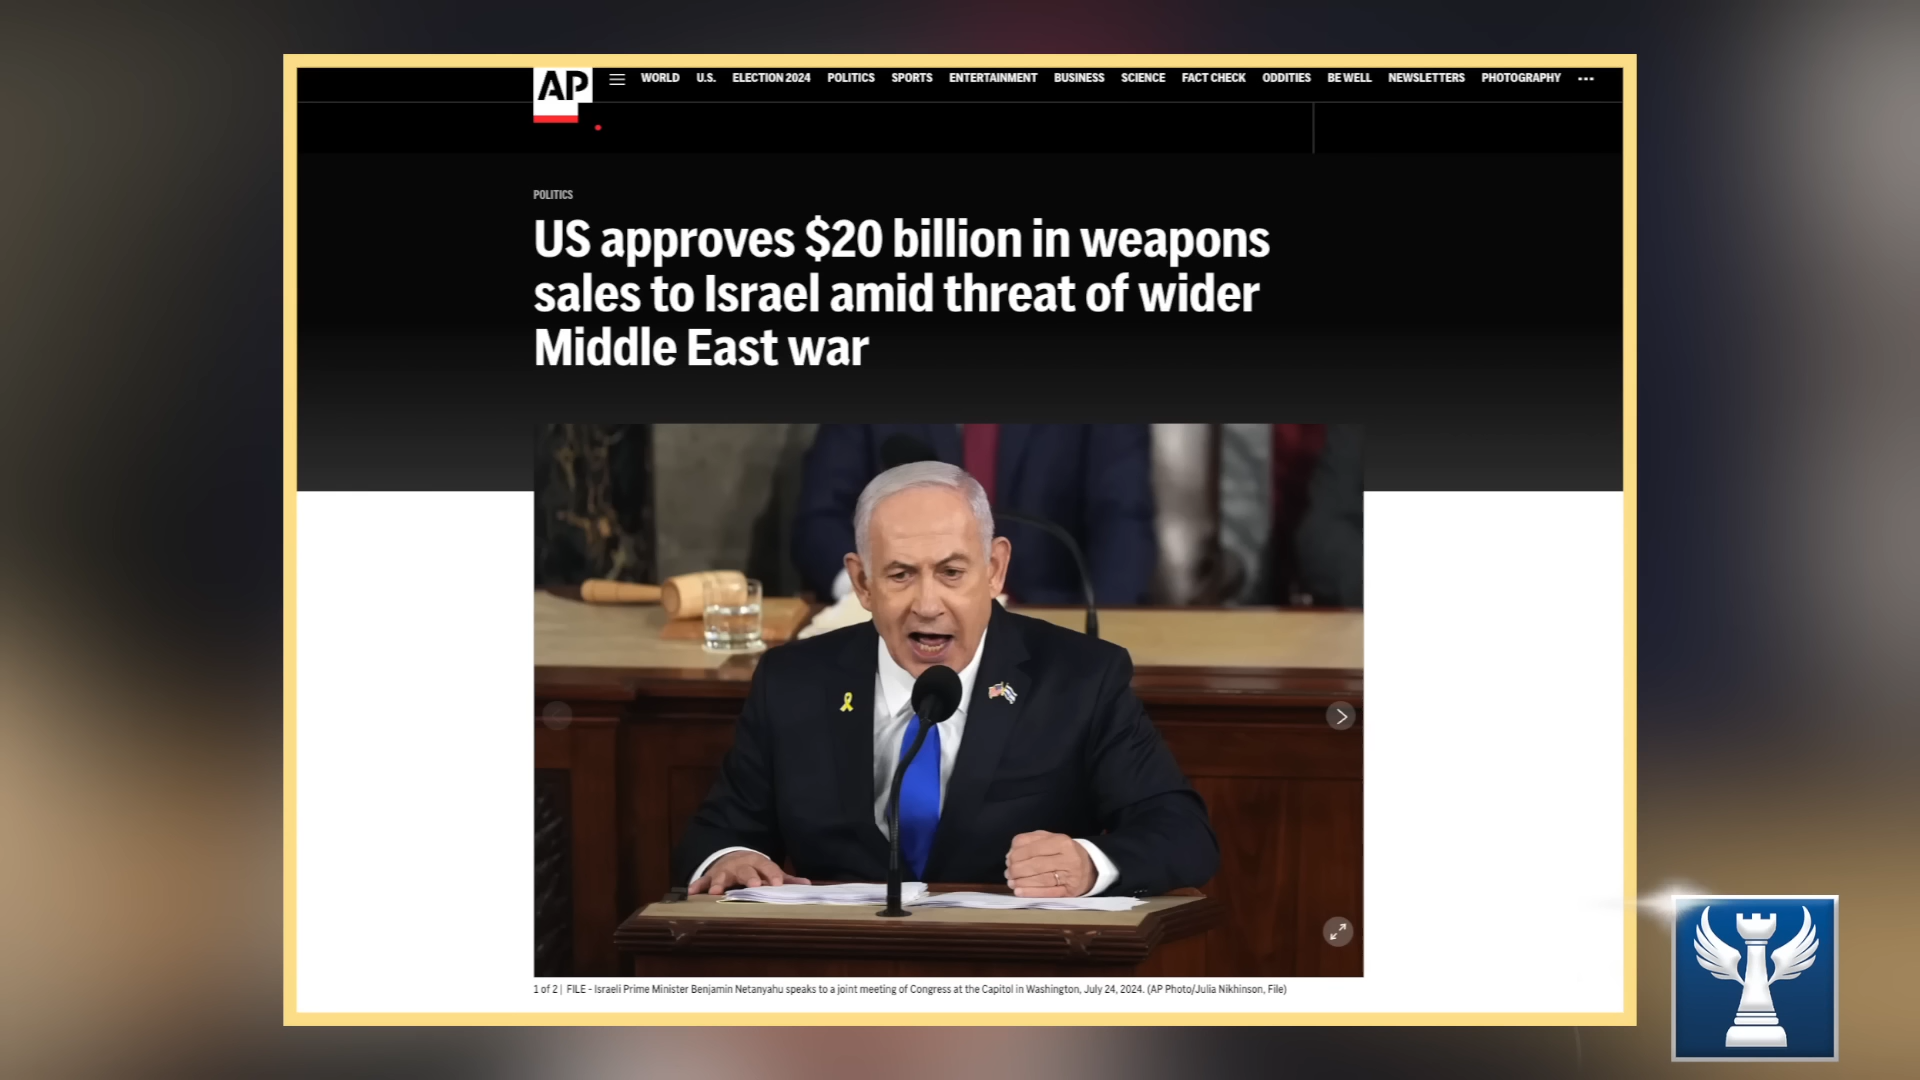 AP
WORLD U.S. ELECTION 2024 POLITICS SPORTS ENTERTAINMENT BUSINESS SCIENCE FACT CHECK ODDITIES BE WELL NEWSLETTERS PHOTOGRAPHY
POLITICS
US approves $20 billion in weapons
sales to Israel amid threat of wider
Middle East war
1 of 2 | FILE - Israeli Prime Minister Benjamin Netanyahu speaks to a joint meeting of Congress at the Capitol in Washington, July 24, 2024. (AP Photo/Julia Nikhinson, File)